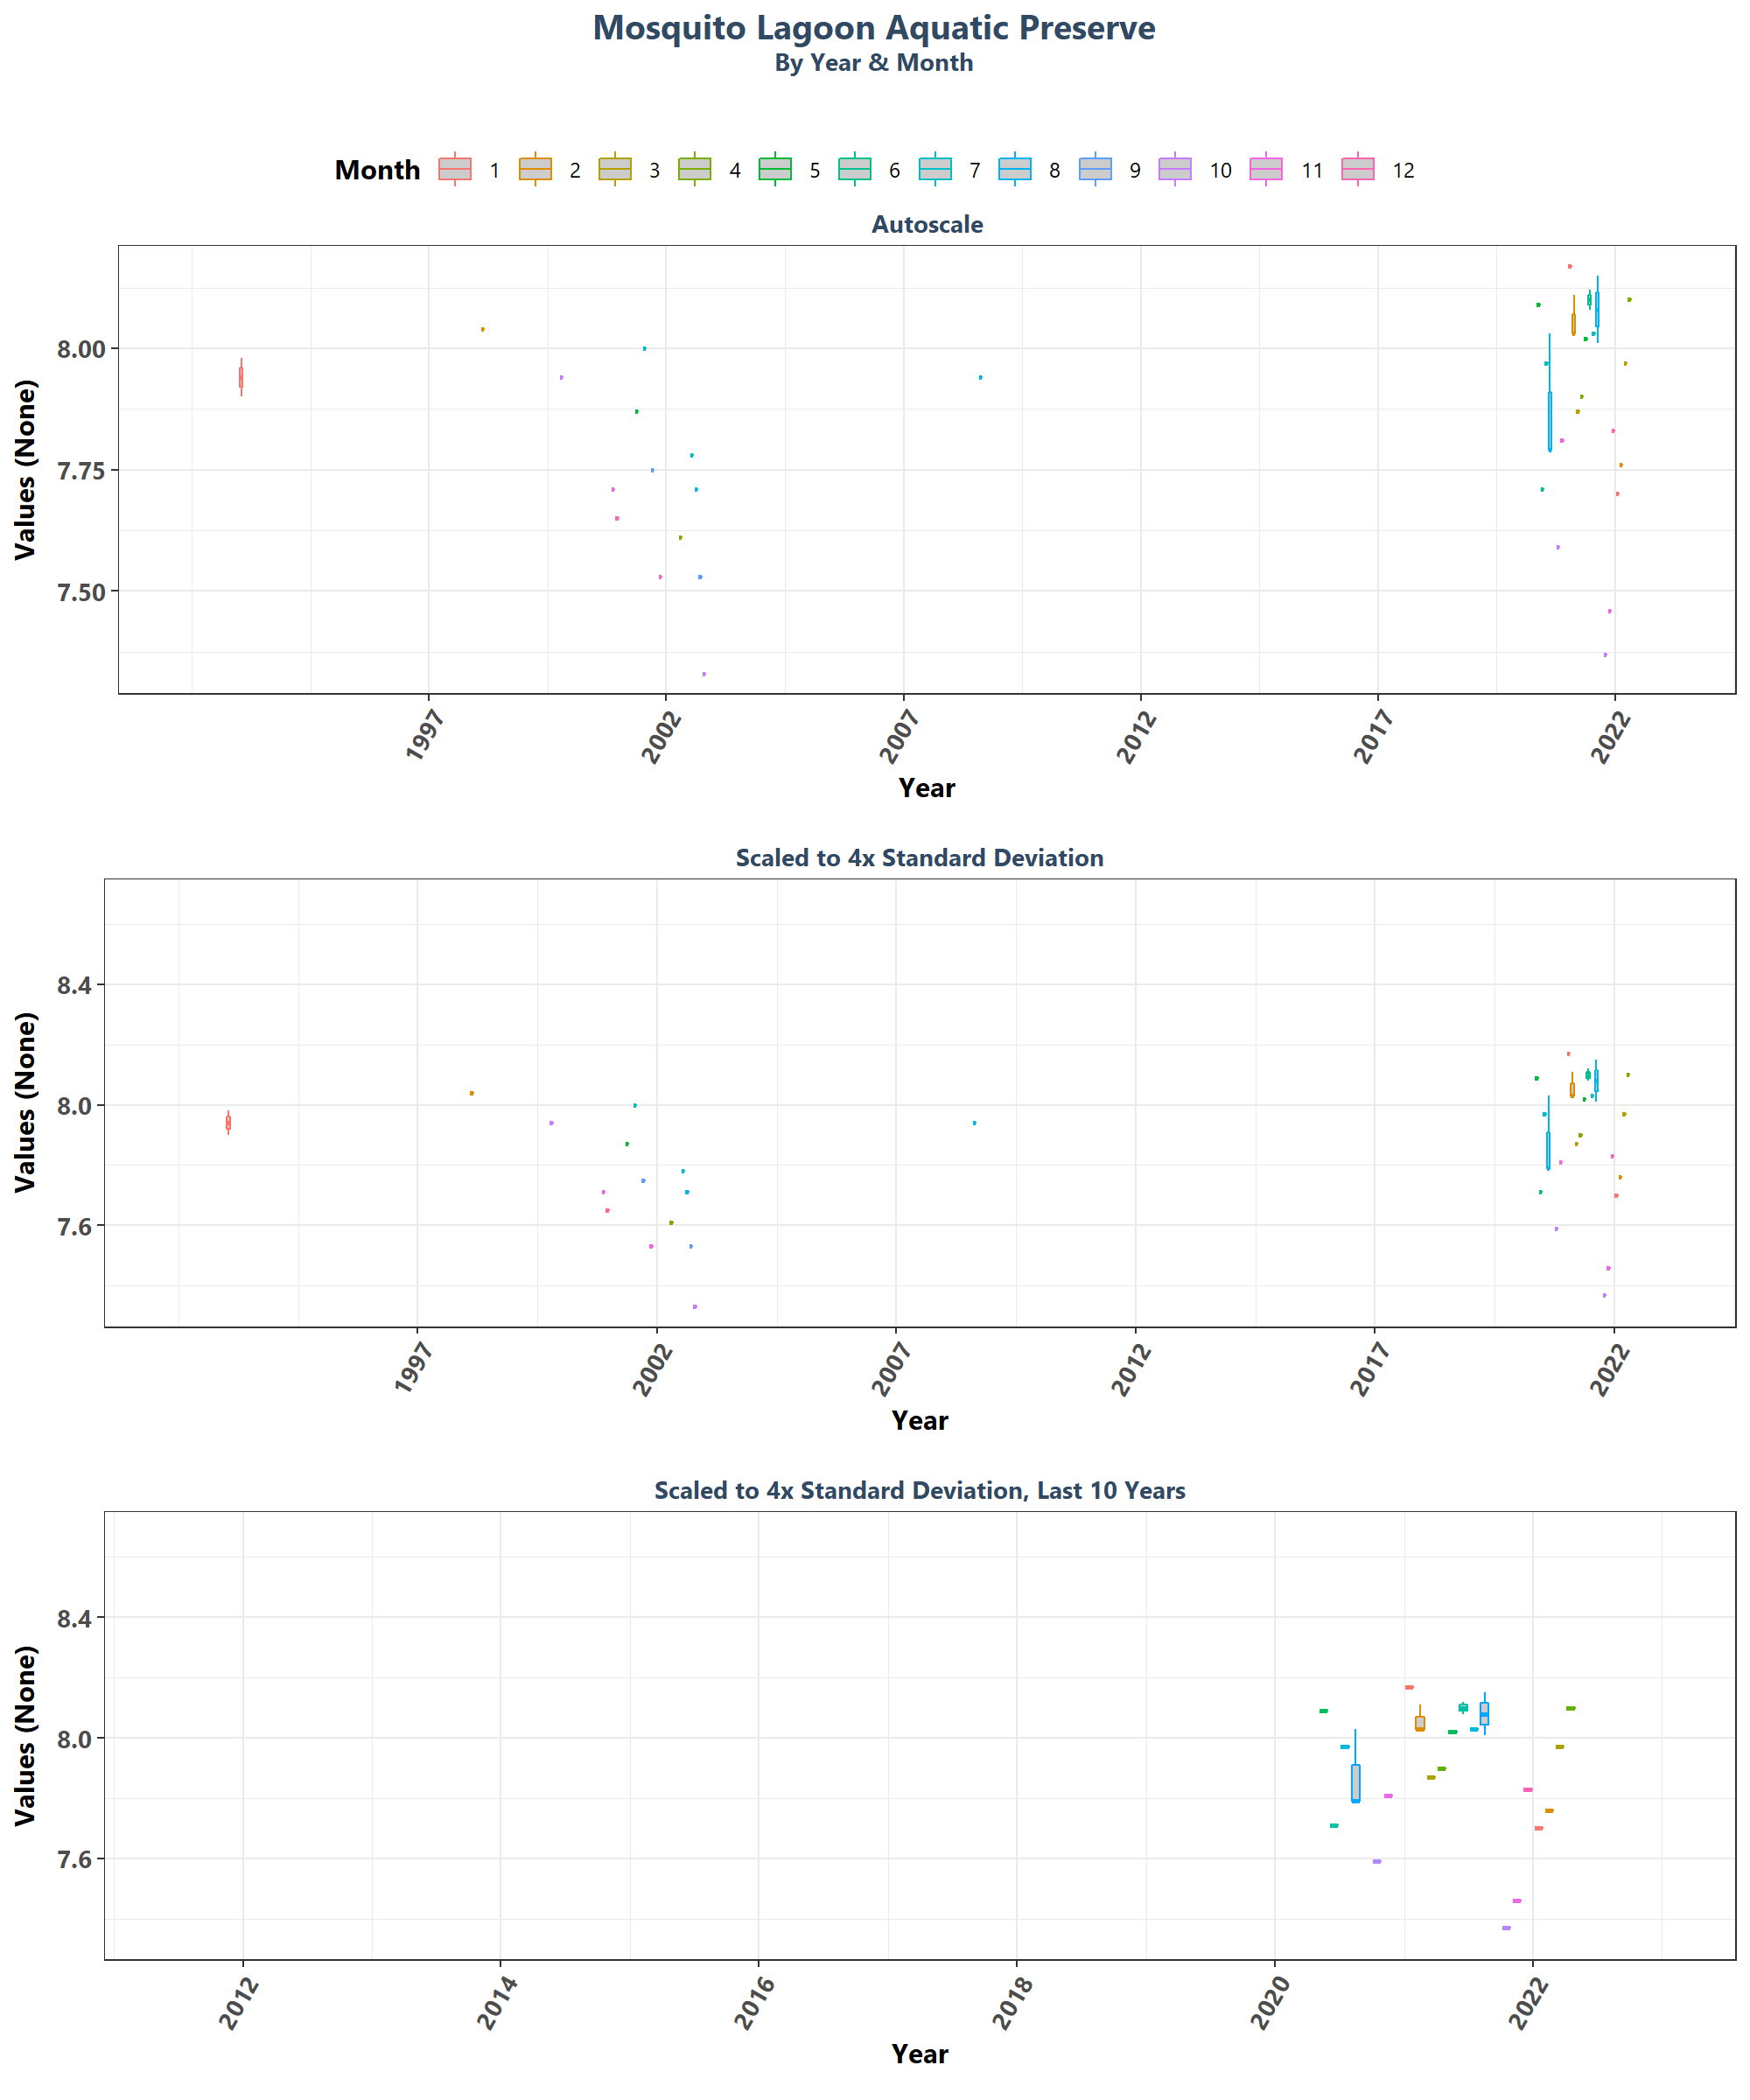 Mosquito Lagoon Aquatic Preserve
By Year & Month
Month 1 2 3 4 5 6 7 8 9 10 11 12
Autoscale
Values (None)
8.00
7.75
7.50
1997 2002 2007 2012 2017 2022
Year
Scaled to 4x Standard Deviation
Values (None)
8.4
8.0
7.6
1997 2002 2007 2012 2017 2022
Year
Scaled to 4x Standard Deviation, Last 10 Years
Values (None)
8.4
8.0
7.6
2012 2014 2016 2018 2020 2022
Year